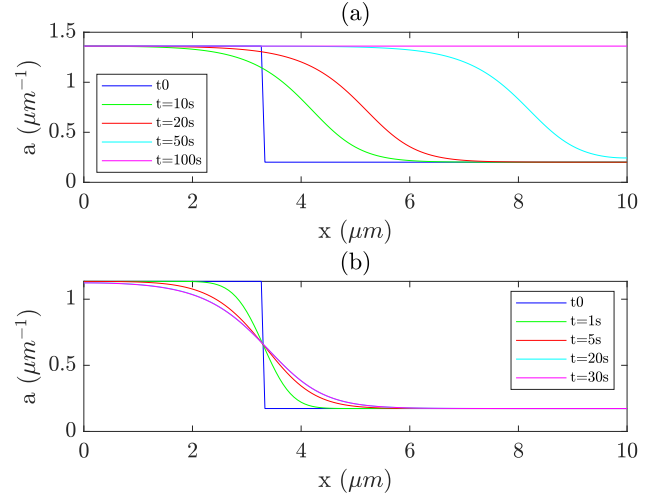 (a)
1.5
1
0.5
0
a (μm⁻¹)
t0
t=10s
t=20s
t=50s
t=100s
0 2 4 6 8 10
x (μm)
(b)
1
0.5
0
a (μm⁻¹)
t0
t=1s
t=5s
t=20s
t=30s
0 2 4 6 8 10
x (μm)